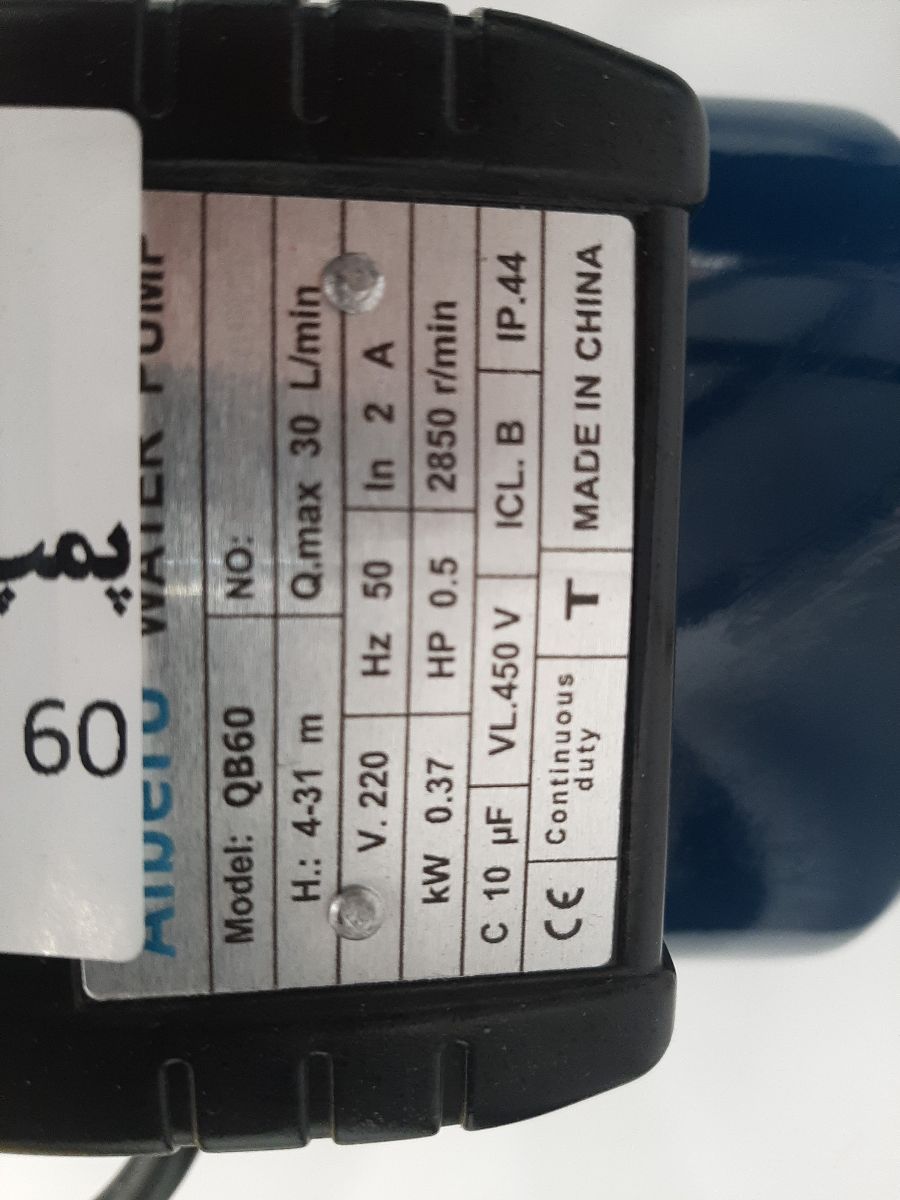 60
WATER PUMP
Model: QB60 NO:
H.: 4-31 m Q.max 30 L/min
V. 220 Hz 50 In 2 A
kW 0.37 HP 0.5 2850 r/min
C 10 µF VL.450 V ICL. B IP.44
CE Continuous duty T MADE IN CHINA